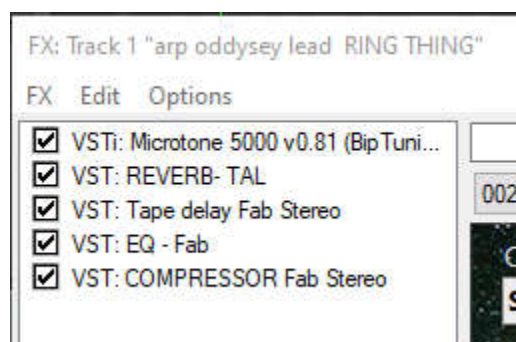 FX: Track 1 "arp oddysey lead  RING THING"
FX Edit Options
VSTi: Microtone 5000 v0.81 (BipTuni...
VST: REVERB- TAL
VST: Tape delay Fab Stereo
VST: EQ - Fab
VST: COMPRESSOR Fab Stereo
002